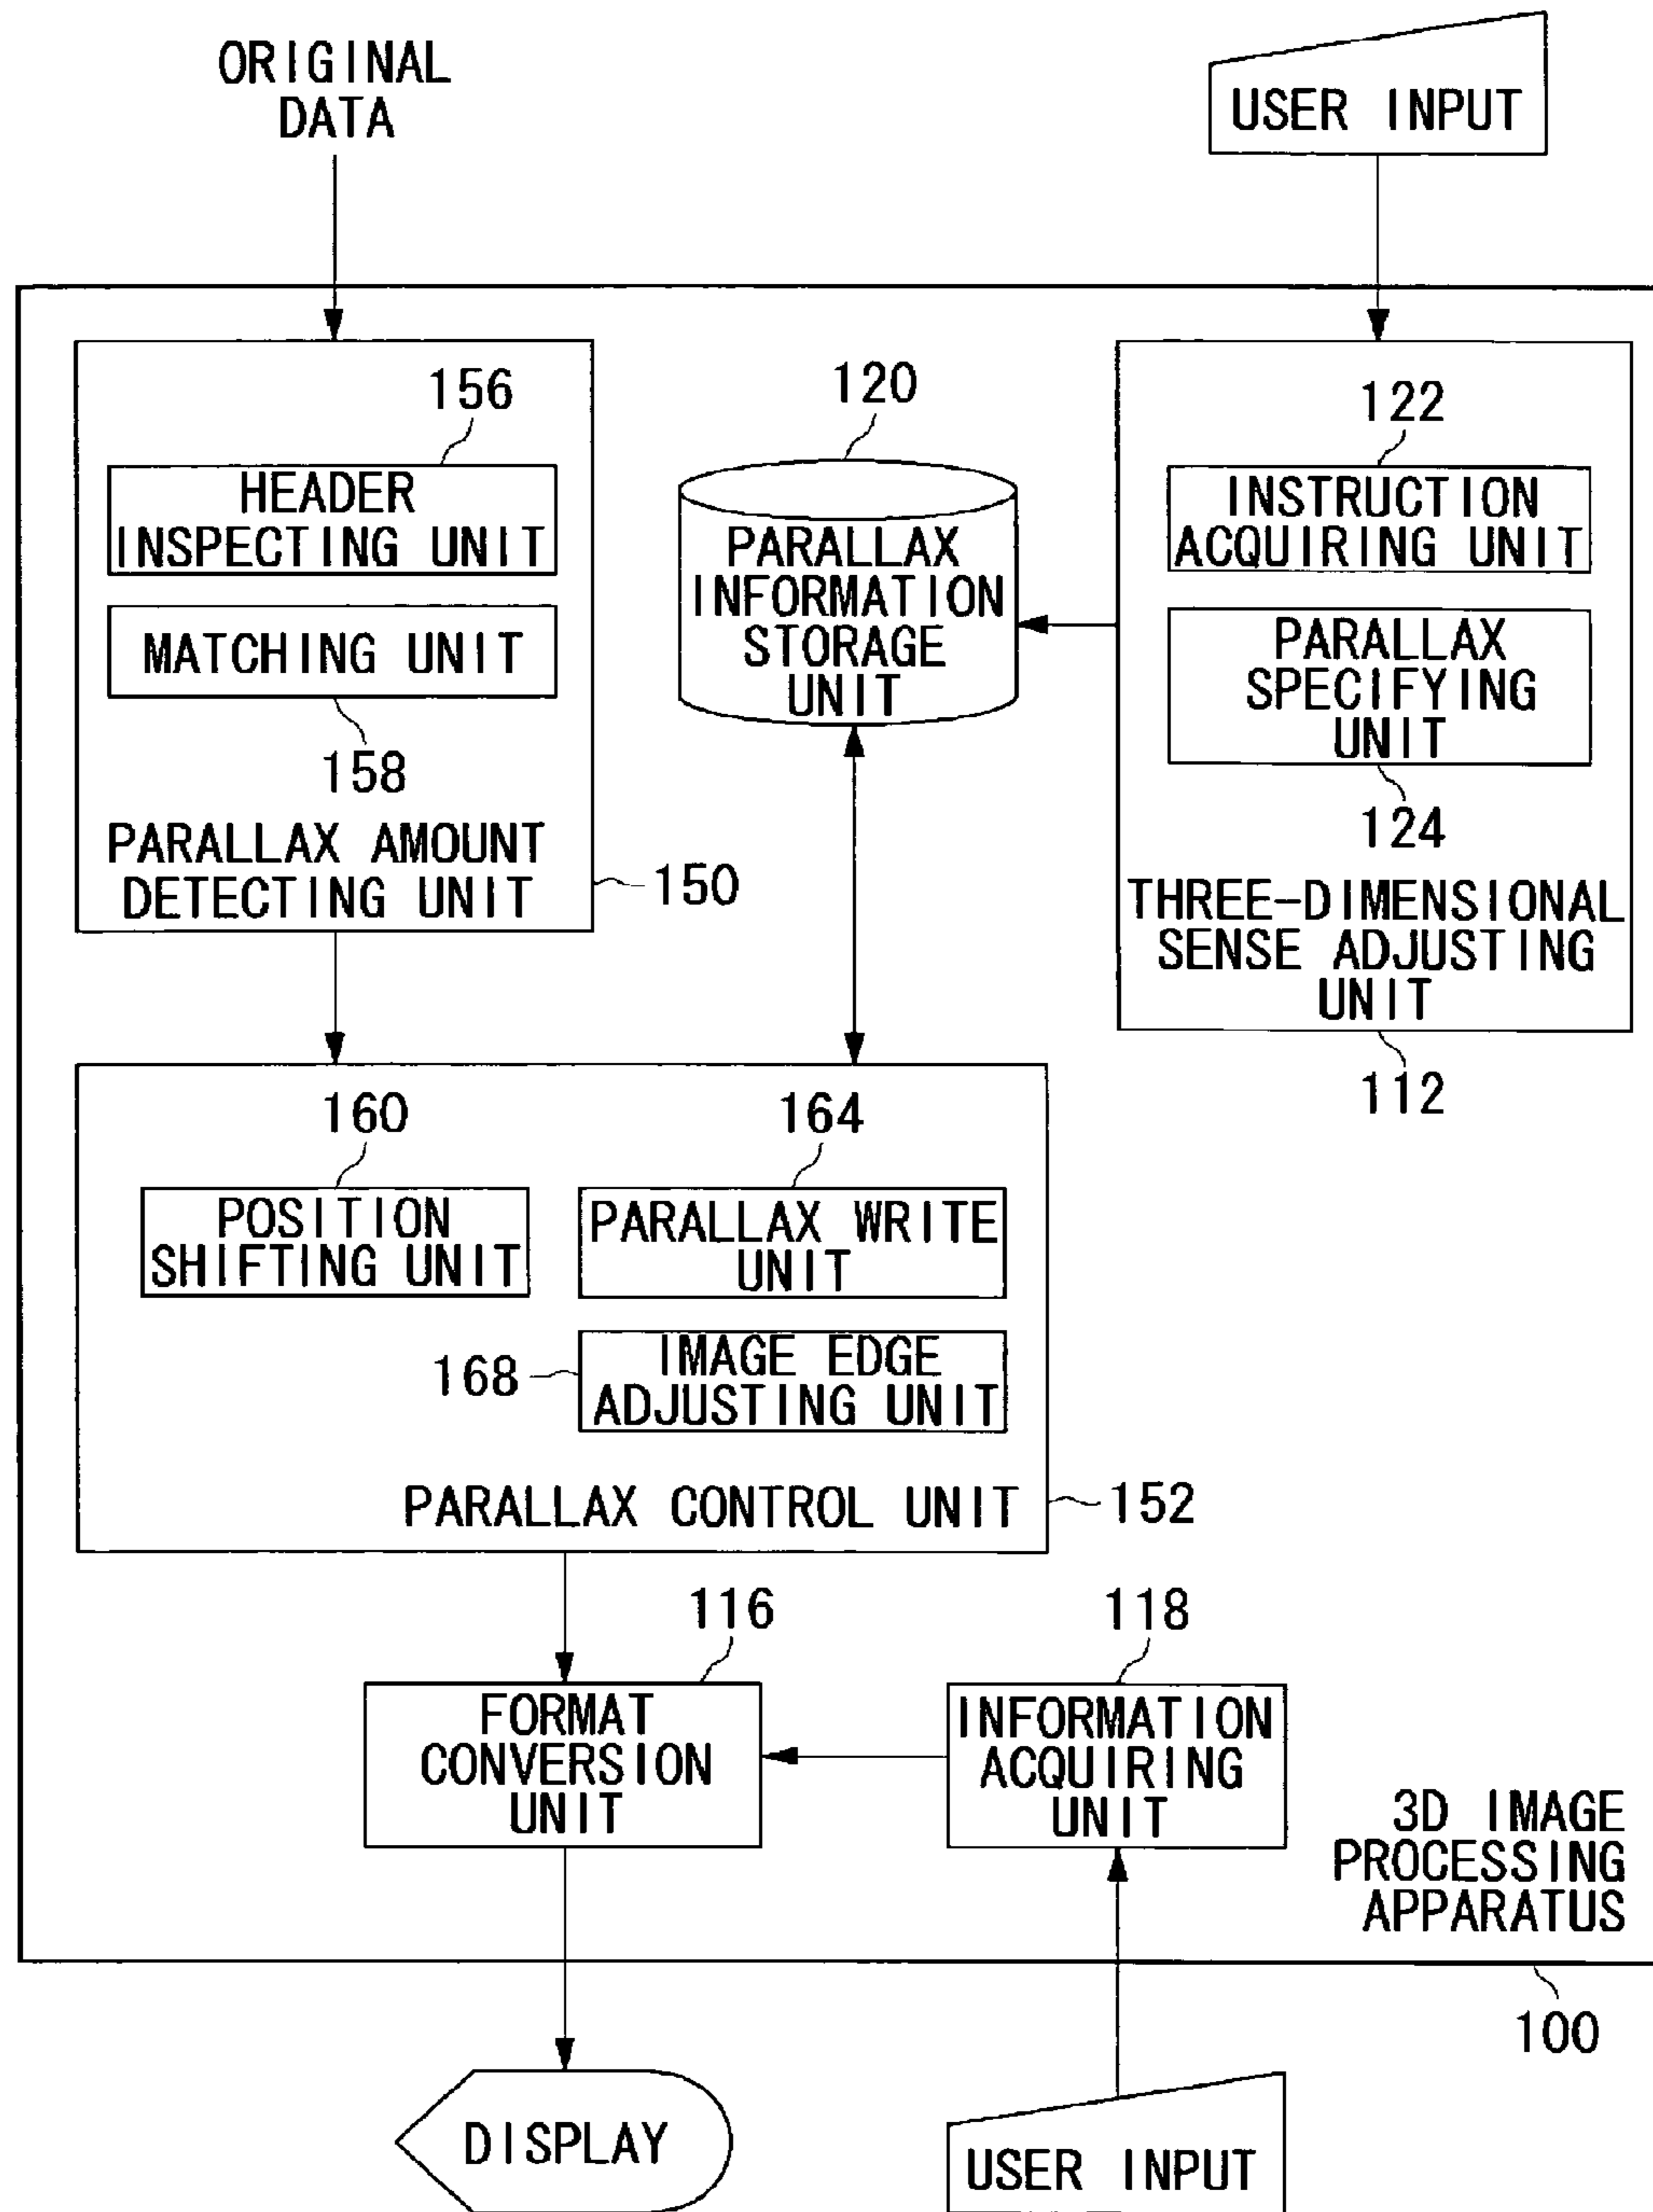 ORIGINAL
DATA
USER INPUT
156
HEADER
INSPECTING UNIT
MATCHING UNIT
158
PARALLAX AMOUNT
DETECTING UNIT
150
120
PARALLAX
INFORMATION
STORAGE
UNIT
122
INSTRUCTION
ACQUIRING UNIT
PARALLAX
SPECIFYING
UNIT
124
THREE-DIMENSIONAL
SENSE ADJUSTING
UNIT
112
160
POSITION
SHIFTING UNIT
164
PARALLAX WRITE
UNIT
168
IMAGE EDGE
ADJUSTING UNIT
PARALLAX CONTROL UNIT
152
116
FORMAT
CONVERSION
UNIT
118
INFORMATION
ACQUIRING
UNIT
3D IMAGE
PROCESSING
APPARATUS
100
DISPLAY
USER INPUT